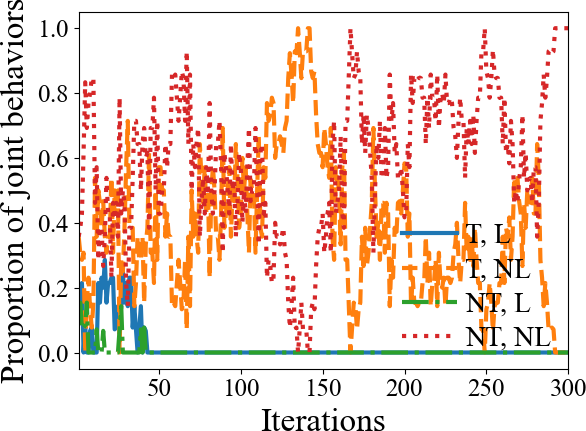 Proportion of joint behaviors
1.0
0.8
0.6
0.4
0.2
0.0
T, L
T, NL
NT, L
NT, NL
50
100
150
200
250
300
Iterations